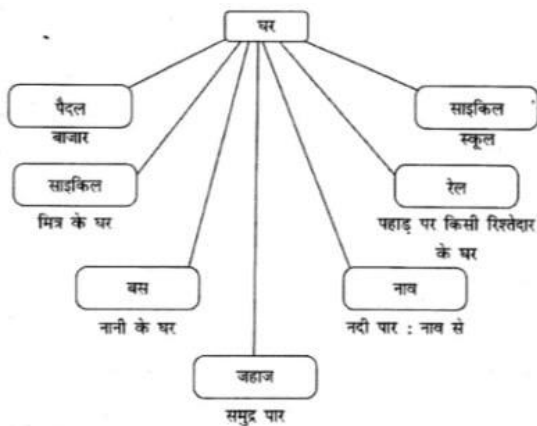 घर
पैदल
बाजार
साइकिल
स्कूल
साइकिल
मित्र के घर
रेल
पहाड़ पर किसी रिश्तेदार
के घर
बस
नानी के घर
नाव
नदी पार : नाव से
जहाज
समुद्र पार